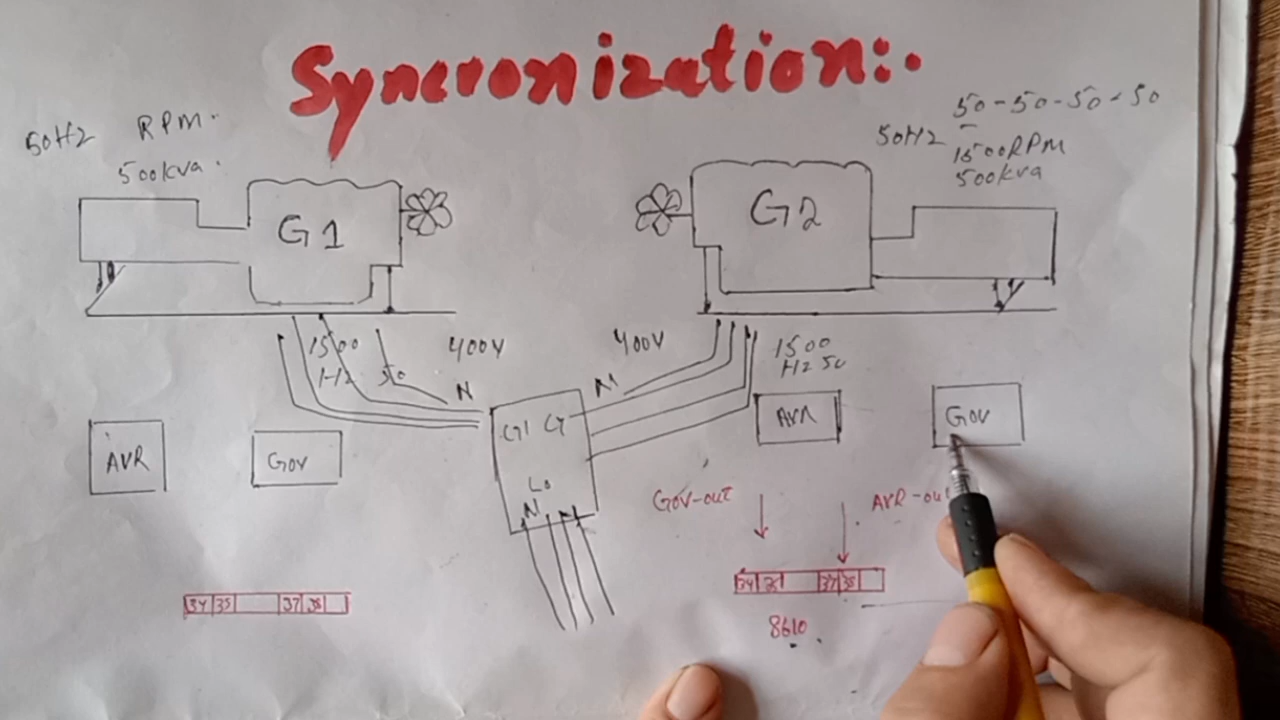 Syncronization:.
50Hz RPM.
500kva.
50-50-50-50
50Hz
1500RPM
500kva
G1
G2
1500
Hz 50
400V
N
400V
N
1500
Hz 50
AVR
Gov
G1
Lo
N
AVR
Gov
Gov-out
AVR-ou
34 35 37 38
34 35 37 38
8610.